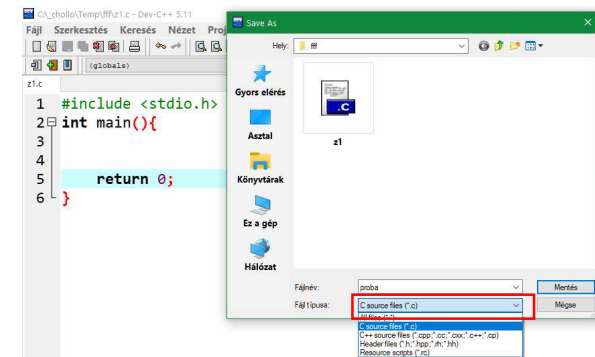 C:\_chollo\Temp\fff\z1.c - Dev-C++ 5.11
Fájl Szerkesztés Keresés Nézet Proj
(globals)
z1.c
1 #include <stdio.h>
2 int main(){
3
4
5 return 0;
6 }
Save As
Hely: fff
Gyors elérés
Asztal
Könyvtárak
Ez a gép
Hálózat
.C
z1
Fájlnév: proba Mentés
Fájl típusa: C source files (*.c) Mégse
All files (*.*)
C source files (*.c)
C++ source files (*.cpp;*.cc;*.cxx;*.c++;*.cp)
Header files (*.h;*.hpp;*.rh;*.hh)
Resource scripts (*.rc)